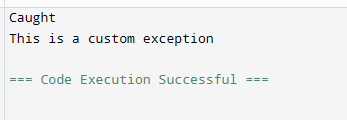 Caught
This is a custom exception
=== Code Execution Successful ===